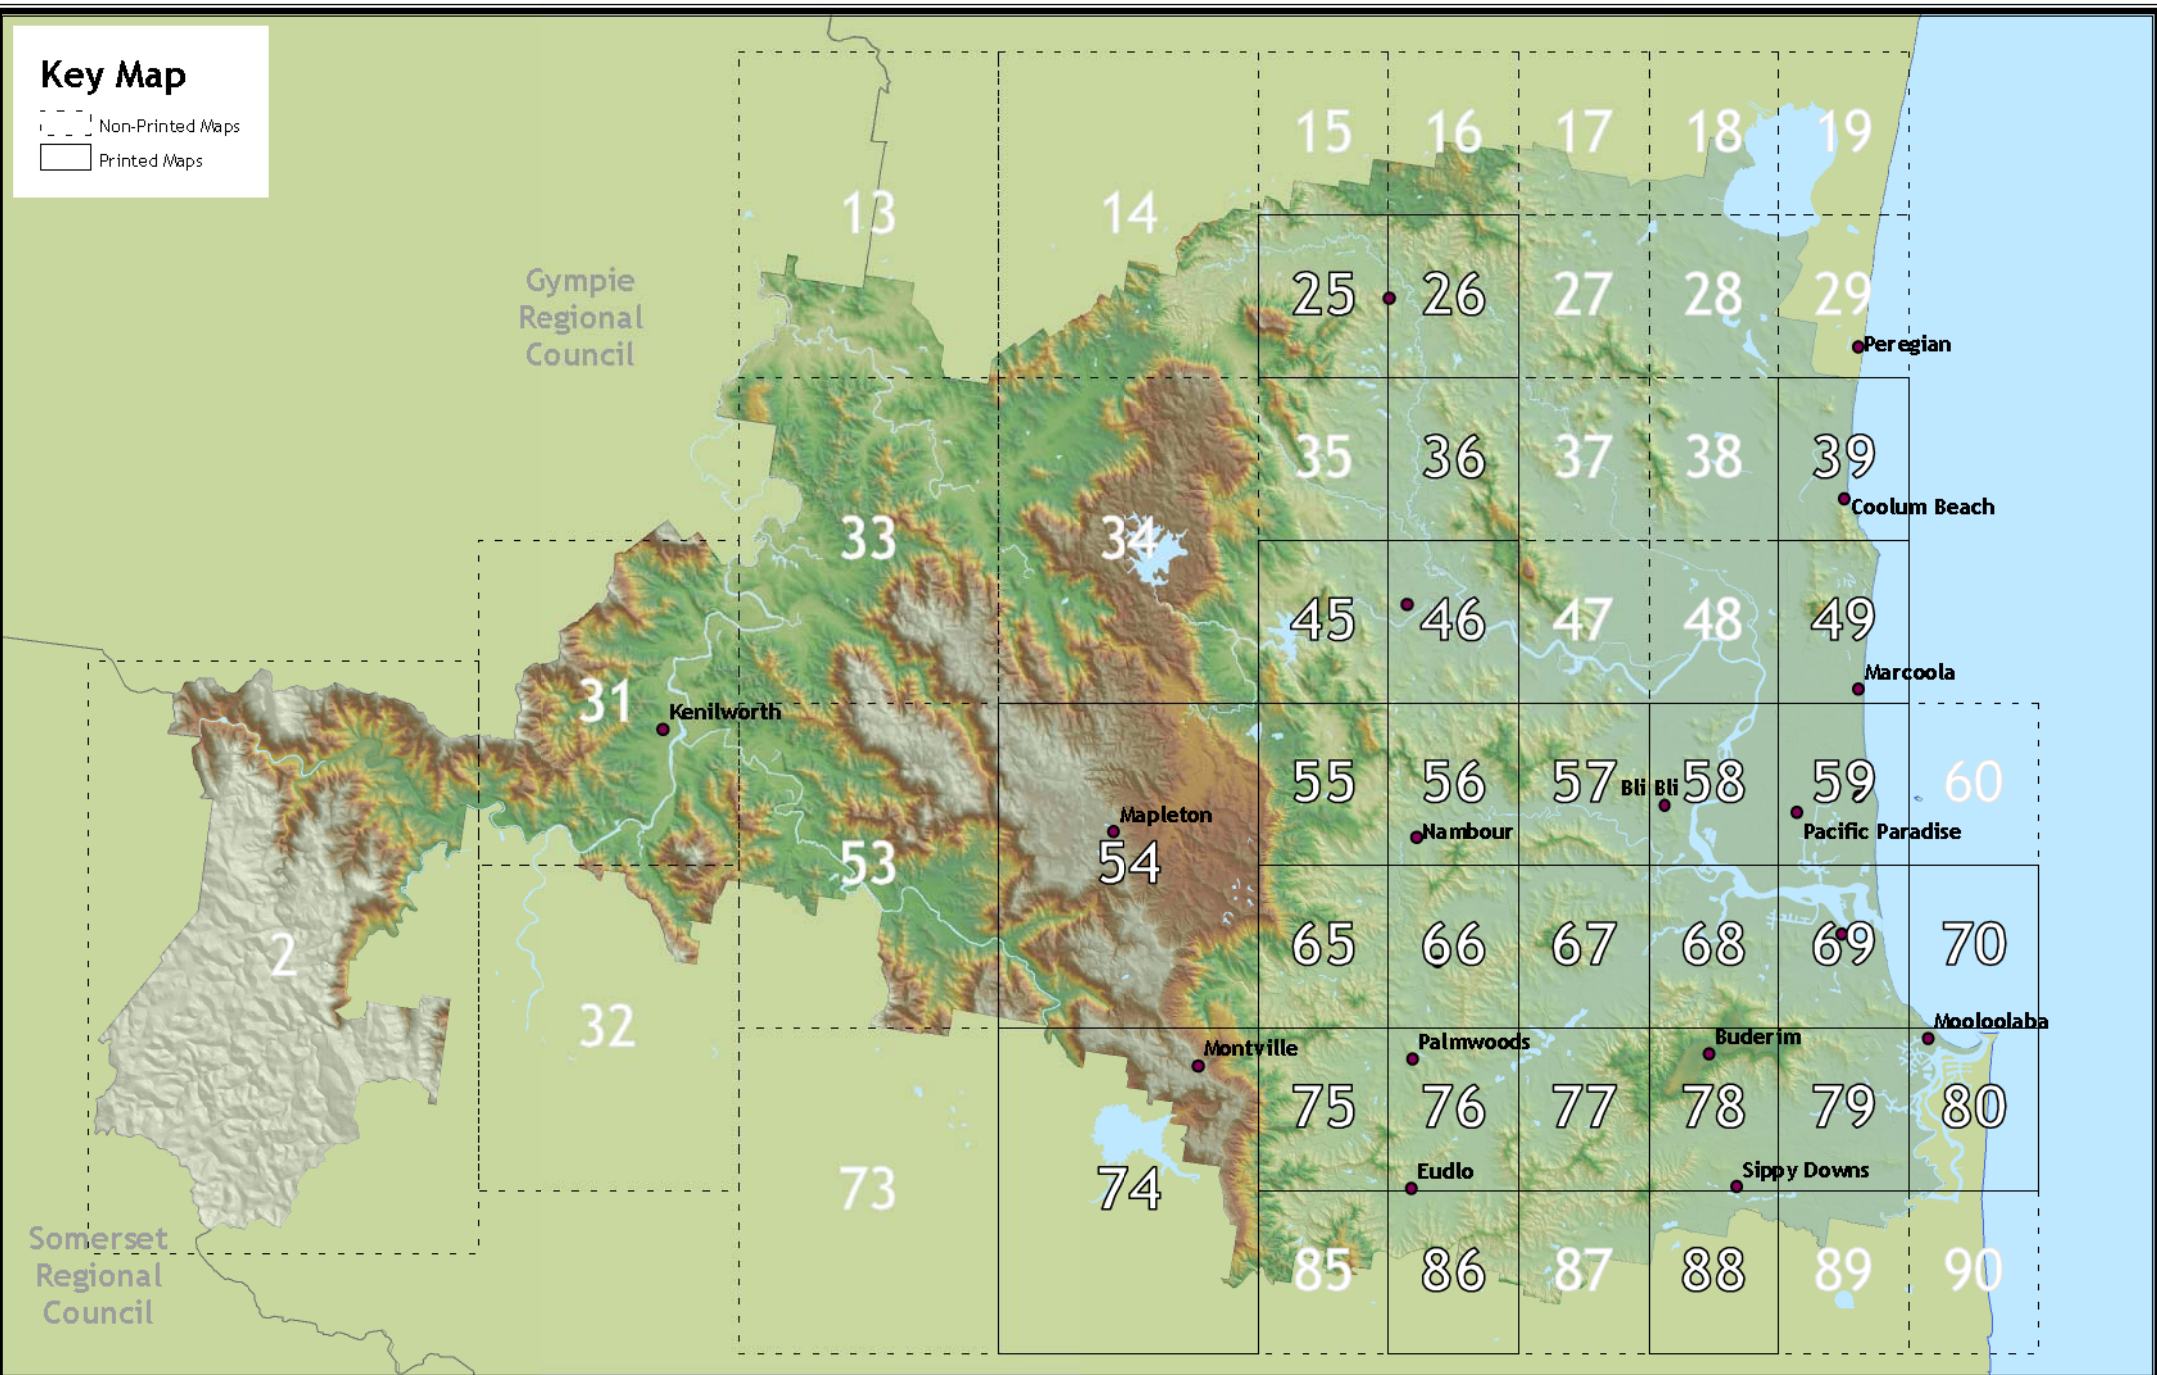 Key Map
Non-Printed Maps
Printed Maps
15 16 17 18 19
13 14
Gympie
Regional
Council
25 26 27 28 29
Peregian
35 36 37 38 39
Coolum Beach
33 34
45 46 47 48 49
Marcoola
31
Kenilworth
55 56 57 Bli Bli 58 59 60
Mapleton
Nambour
Pacific Paradise
53 54
2
65 66 67 68 69 70
32
Mooloolaba
Montville
Palmwoods
Buderim
75 76 77 78 79 80
73 74
Eudlo
Sippy Downs
Somerset
Regional
Council
85 86 87 88 89 90